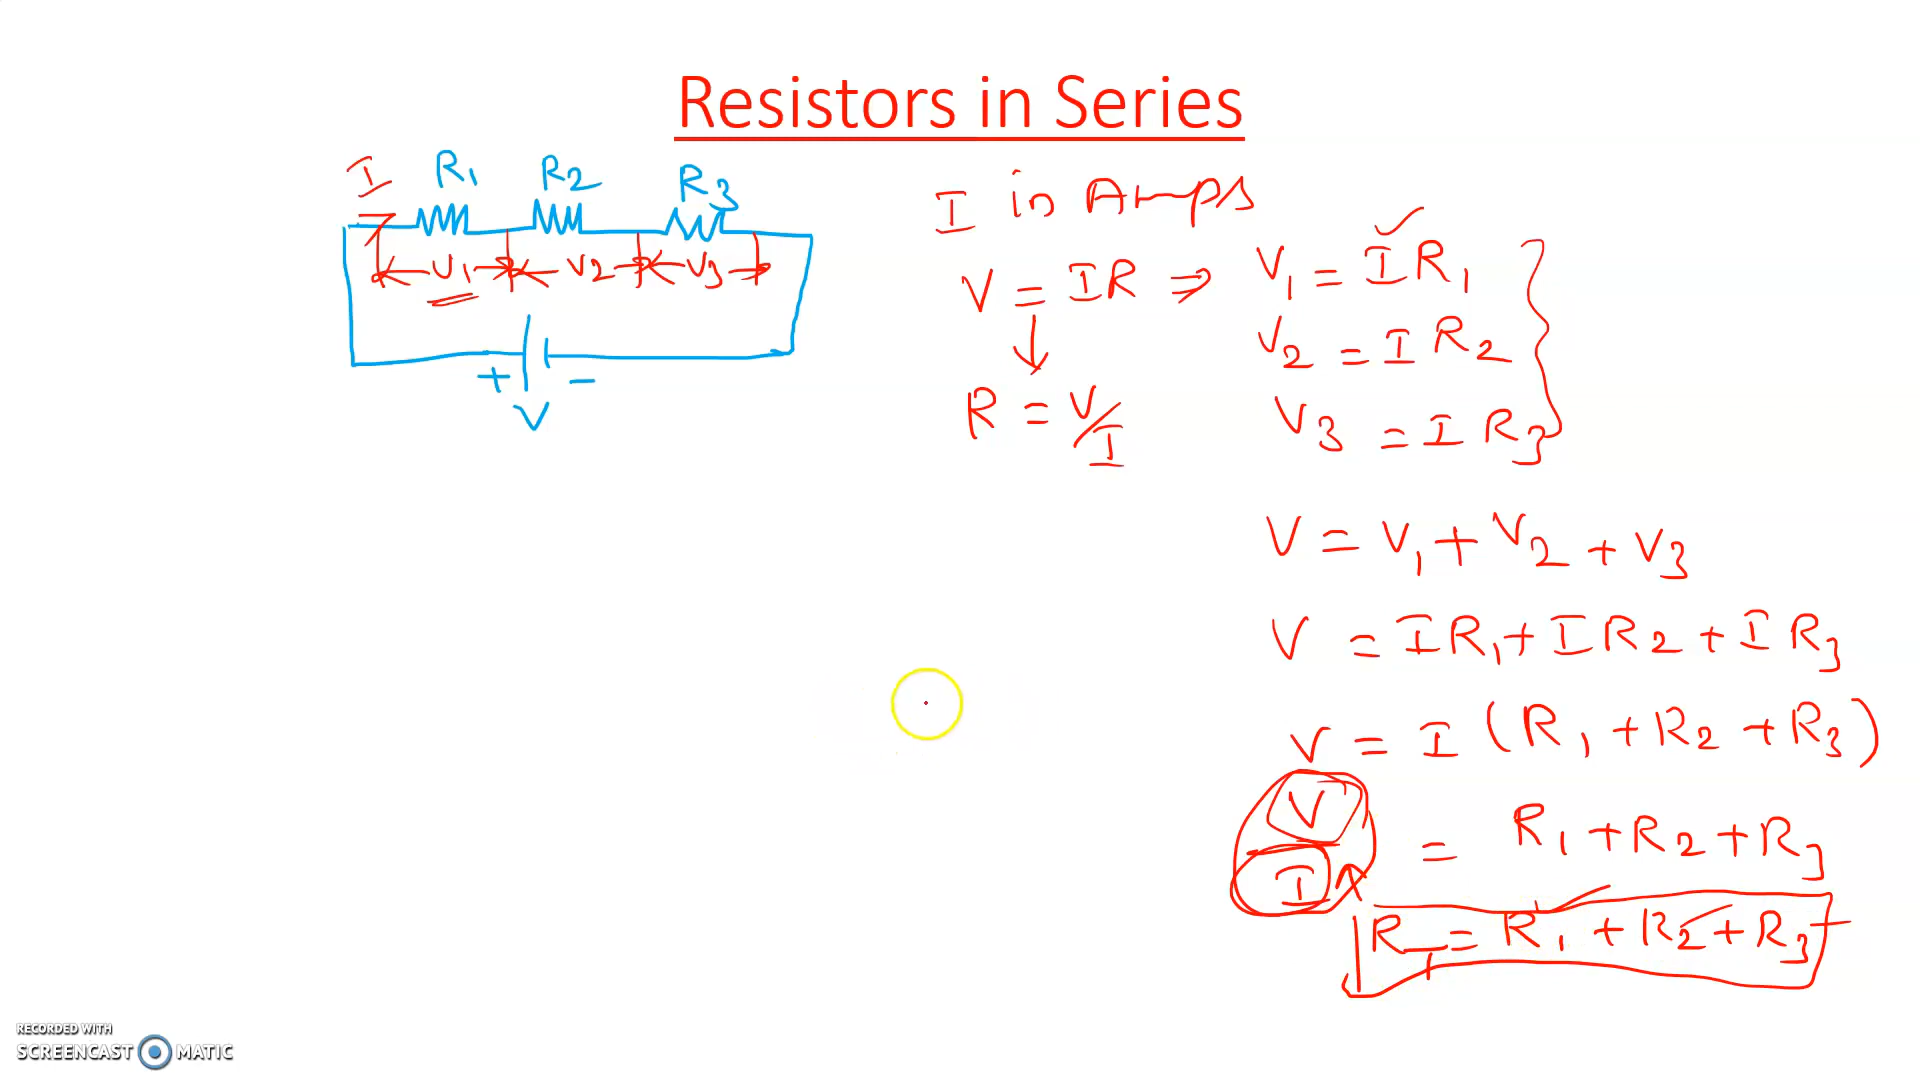 Resistors in Series
I R1 R2 R3
V1 V2 V3
+ -
V
I in Amps
V = IR ⇒ V1 = IR1
V2 = IR2
R = V/I
V3 = IR3
V = V1 + V2 + V3
V = IR1 + IR2 + IR3
V = I (R1 + R2 + R3)
V/I = R1 + R2 + R3
RT = R1 + R2 + R3
RECORDED WITH
SCREENCAST MATIC